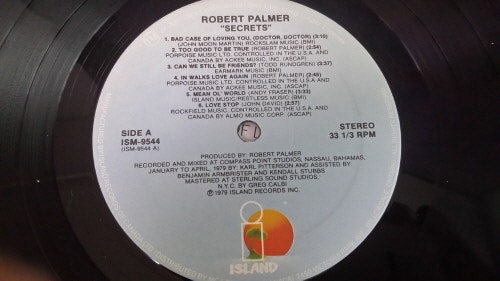 ROBERT PALMER
"SECRETS"
1. BAD CASE OF LOVING YOU, (DOCTOR, DOCTOR) (3:10)
(JOHN MOON MARTIN) ROCKSLAM MUSIC (BMI)
2. TOO GOOD TO BE TRUE (ROBERT PALMER) (2:54)
PORPOISE MUSIC LTD. CONTROLLED IN THE U.S.A. AND
CANADA BY ACKEE MUSIC, INC. (ASCAP)
3. CAN WE STILL BE FRIENDS? (TODD RUNDGREN) (3:37)
EARMARK MUSIC (BMI)
4. IN WALKS LOVE AGAIN (ROBERT PALMER) (2:45)
PORPOISE MUSIC LTD. CONTROLLED IN THE U.S.A. AND
CANADA BY ACKEE MUSIC, INC. (ASCAP)
5. MEAN OL' WORLD (ANDY FRASER) (3:33)
ISLAND MUSIC/RESTLESS MUSIC (BMI)
6. LOVE STOP (JOHN DAVID) (2:57)
ROCKFIELD MUSIC, CONTROLLED IN THE U.S.A. AND
CANADA BY ALMO MUSIC CORP. (ASCAP)
SIDE A
ISM-9544
(ISM-9544 A)
STEREO
33 1/3 RPM
PRODUCED BY: ROBERT PALMER
RECORDED AND MIXED AT COMPASS POINT STUDIOS, NASSAU, BAHAMAS,
JANUARY TO APRIL, 1979 BY KARL PITTERSON AND ASSISTED BY
BENJAMIN ARMBRISTER AND KENDALL STUBBS
MASTERED AT STERLING SOUND STUDIOS,
N.Y.C. BY GREG CALBI
℗1979 ISLAND RECORDS INC.
i
ISLAND